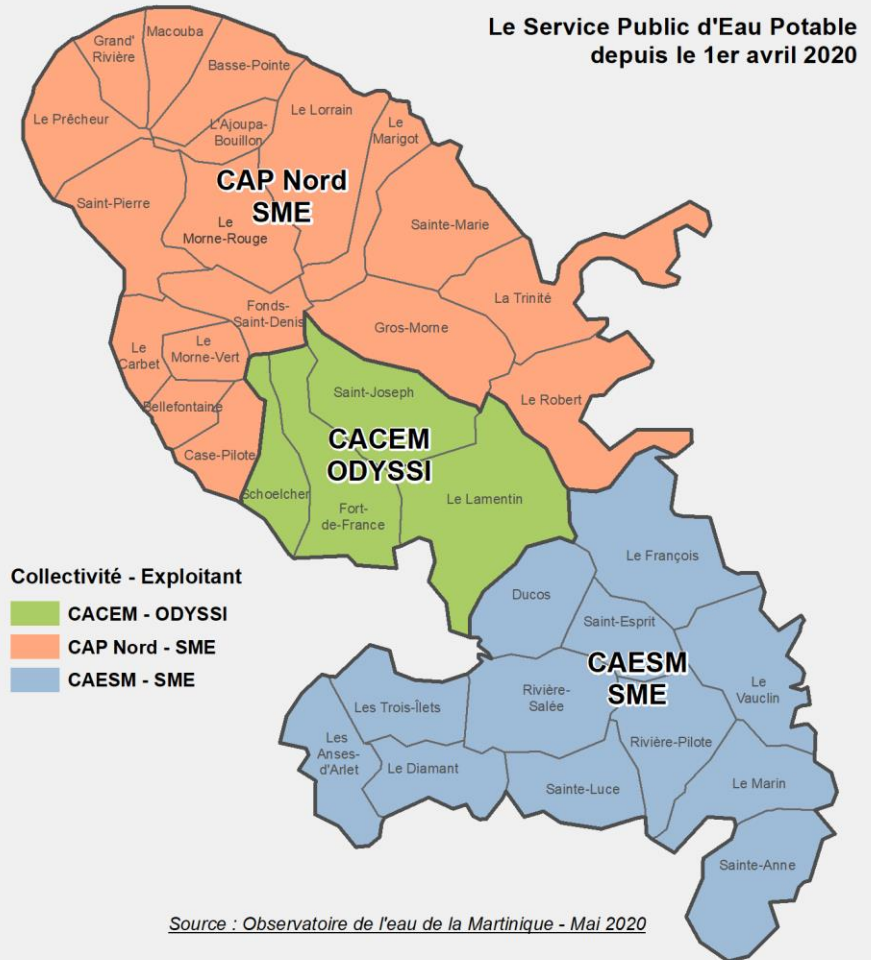 Le Service Public d'Eau Potable
depuis le 1er avril 2020
Grand'
Rivière
Macouba
Basse-Pointe
Le Prêcheur
L'Ajoupa-
Bouillon
Le Lorrain
Le
Marigot
CAP Nord
SME
Saint-Pierre
Le
Morne-Rouge
Sainte-Marie
La Trinité
Fonds-
Saint-Denis
Gros-Morne
Le
Carbet
Le
Morne-Vert
Saint-Joseph
Le Robert
Bellefontaine
CACEM
ODYSSI
Case-Pilote
Schoelcher
Fort-
de-France
Le Lamentin
Le François
Collectivité - Exploitant
CACEM - ODYSSI
CAP Nord - SME
CAESM - SME
Ducos
Saint-Esprit
CAESM
SME
Le
Vauclin
Rivière-
Salée
Les Trois-Îlets
Les
Anses-
d'Arlet
Le Diamant
Rivière-Pilote
Sainte-Luce
Le Marin
Sainte-Anne
Source : Observatoire de l'eau de la Martinique - Mai 2020